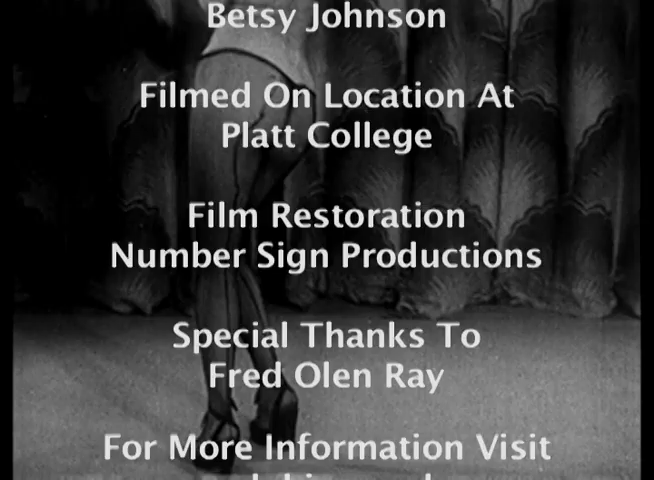 Betsy Johnson
Filmed On Location At
Platt College
Film Restoration
Number Sign Productions
Special Thanks To
Fred Olen Ray
For More Information Visit